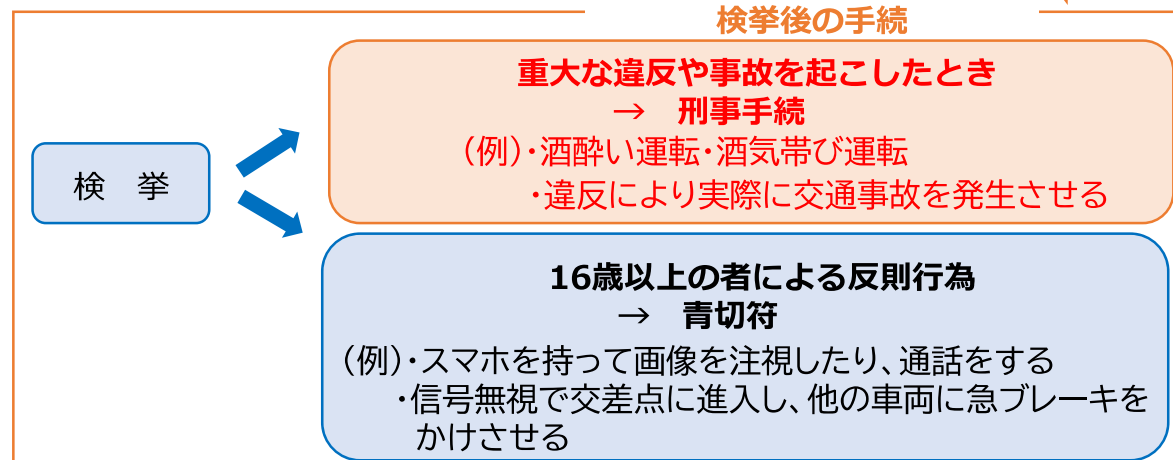 検挙後の手続
検　挙
重大な違反や事故を起こしたとき
→　刑事手続
（例）・酒酔い運転・酒気帯び運転
・違反により実際に交通事故を発生させる
16歳以上の者による反則行為
→　青切符
（例）・スマホを持って画像を注視したり、通話をする
・信号無視で交差点に進入し、他の車両に急ブレーキを
かけさせる